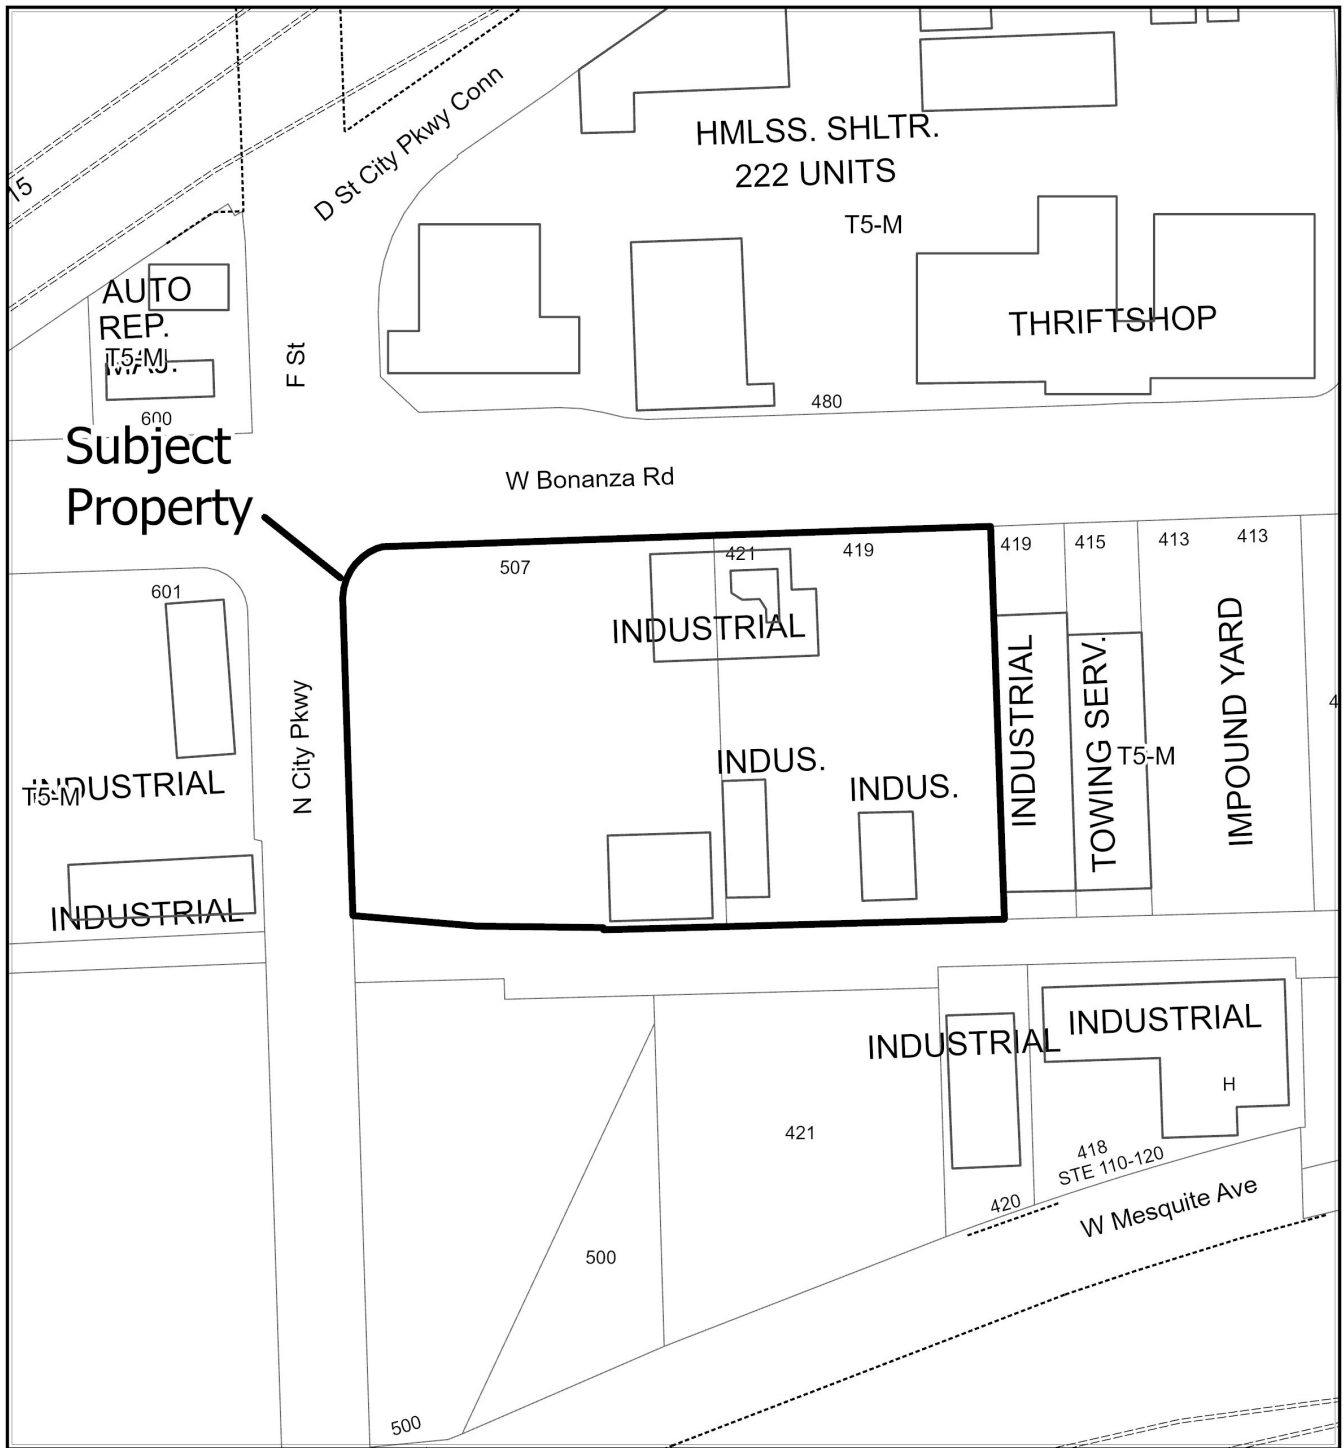 D St City Pkwy Conn
HMLSS. SHLTR.
222 UNITS
T5-M
15
AUTO
REP.
MAJ.
T5-M
600
F St
THRIFTSHOP
480
Subject
Property
W Bonanza Rd
507
421
419
419
415
413
413
601
INDUSTRIAL
INDUSTRIAL
TOWING SERV.
T5-M
IMPOUND YARD
4
N City Pkwy
INDUS.
INDUS.
INDUSTRIAL
T5-M
INDUSTRIAL
INDUSTRIAL
INDUSTRIAL
H
421
418
STE 110-120
420
W Mesquite Ave
500
500